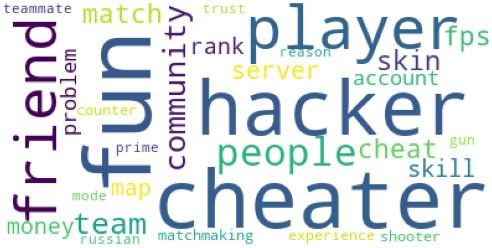 teammate
trust
match
player
fps
friend
problem
fun
community
rank
reason
skin
server
account
counter
hacker
prime
people
cheat
gun
skill
map
mode
cheater
money
team
russian
matchmaking
experience
shooter